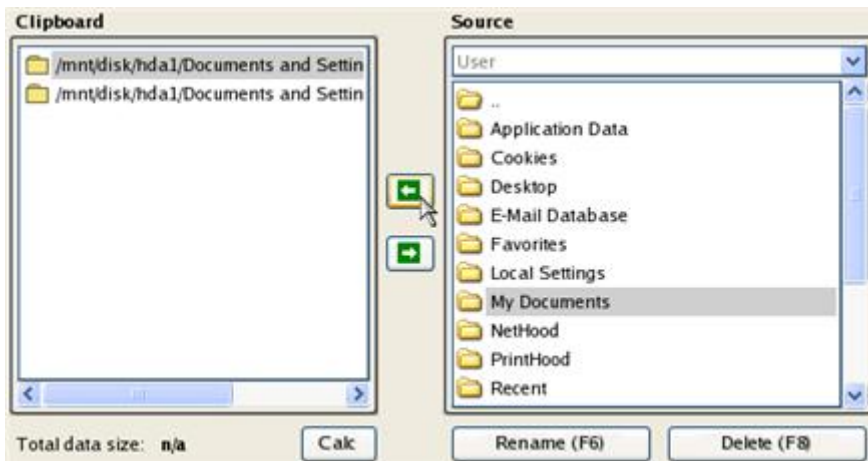 Clipboard
/mnt/disk/hda1/Documents and Settin
/mnt/disk/hda1/Documents and Settin
Total data size: n/a
Calc
Source
User
..
Application Data
Cookies
Desktop
E-Mail Database
Favorites
Local Settings
My Documents
NetHood
PrintHood
Recent
Rename (F6)
Delete (F8)